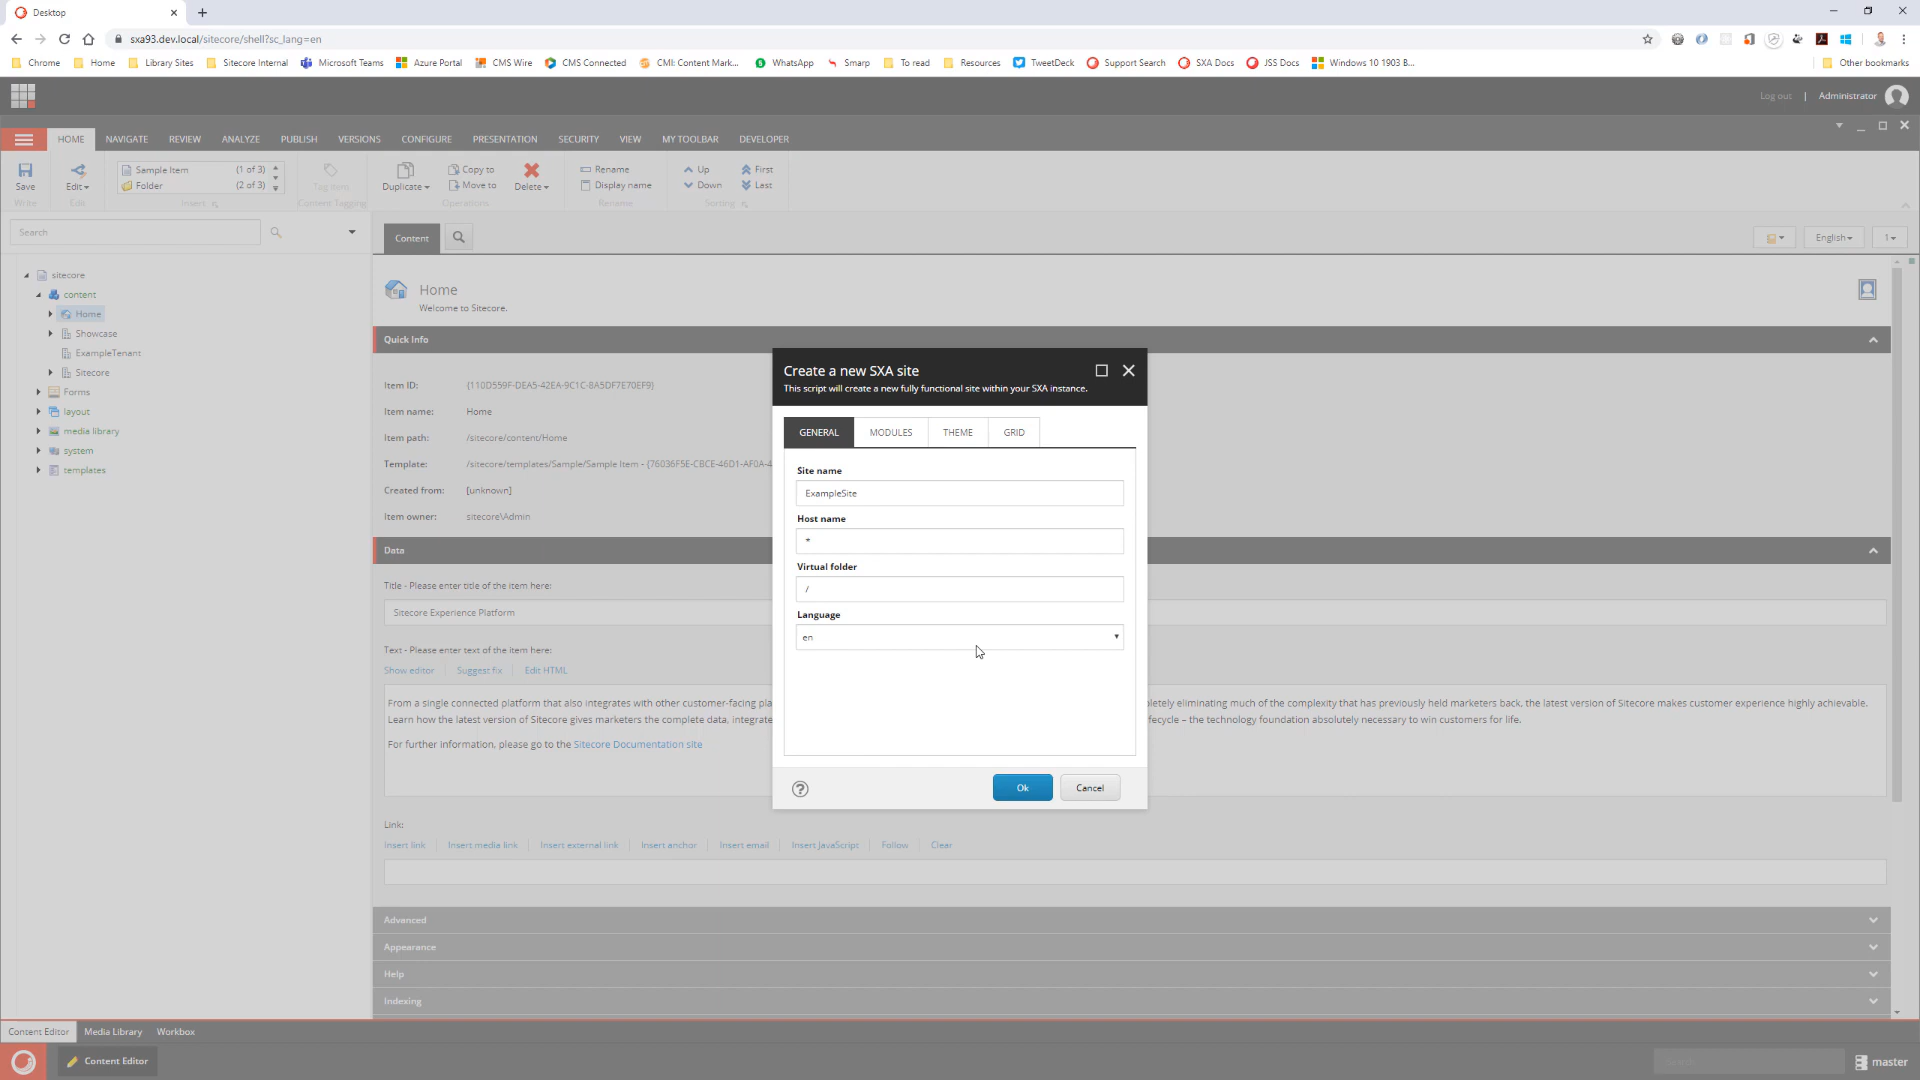 Desktop
sxa93.dev.local/sitecore/shell?sc_lang=en
Chrome
Home
Library Sites
Sitecore Internal
Microsoft Teams
Azure Portal
CMS Wire
CMS Connected
CMI: Content Mark...
WhatsApp
Smarp
To read
Resources
TweetDeck
Support Search
SXA Docs
JSS Docs
Windows 10 1903 B...
Other bookmarks
Log out | Administrator
HOME
NAVIGATE
REVIEW
ANALYZE
PUBLISH
VERSIONS
CONFIGURE
PRESENTATION
SECURITY
VIEW
MY TOOLBAR
DEVELOPER
Save
Write
Edit
Edit
Sample Item (1 of 3)
Folder (2 of 3)
Insert
Tag item
Content Tagging
Duplicate
Copy to
Move to
Delete
Operations
Rename
Display name
Rename
Up
Down
First
Last
Sorting
Search
sitecore
content
Home
Showcase
ExampleTenant
Sitecore
Forms
layout
media library
system
templates
Content
English
1
Home
Welcome to Sitecore.
Quick Info
Item ID: {110D559F-DEA5-42EA-9C1C-8A5DF7E70EF9}
Item name: Home
Item path: /sitecore/content/Home
Template: /sitecore/templates/Sample/Sample Item - {76036F5E-CBCE-46D1-AF0A-4
Created from: [unknown]
Item owner: sitecore\Admin
Data
Title - Please enter title of the item here:
Sitecore Experience Platform
Text - Please enter text of the item here:
Show editor
Suggest fix
Edit HTML
From a single connected platform that also integrates with other customer-facing pla
pletely eliminating much of the complexity that has previously held marketers back, the latest version of Sitecore makes customer experience highly achievable.
Learn how the latest version of Sitecore gives marketers the complete data, integrate
fecycle – the technology foundation absolutely necessary to win customers for life.
For further information, please go to the Sitecore Documentation site
Link:
Insert link
Insert media link
Insert external link
Insert anchor
Insert email
Insert JavaScript
Follow
Clear
Advanced
Appearance
Help
Indexing
Create a new SXA site
This script will create a new fully functional site within your SXA instance.
GENERAL
MODULES
THEME
GRID
Site name
ExampleSite
Host name
*
Virtual folder
/
Language
en
Ok
Cancel
Content Editor
Media Library
Workbox
Content Editor
master